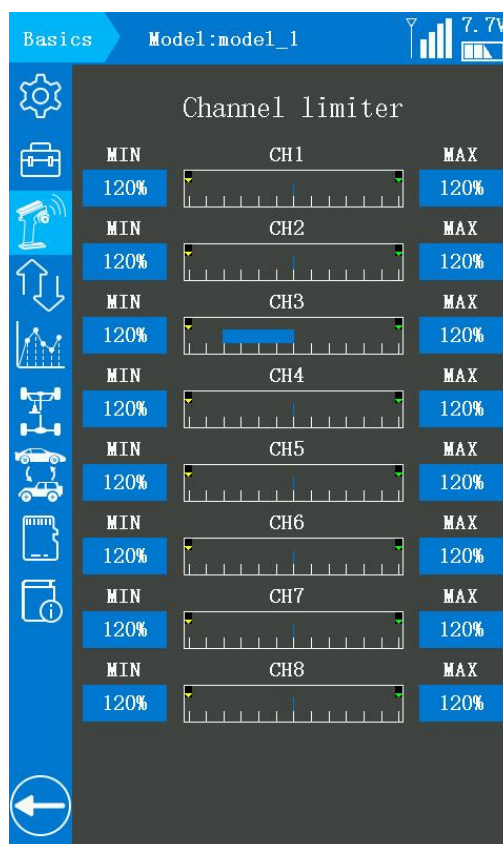 Basics Model:model_1 7.7V
Channel limiter
MIN CH1 MAX
120% 120%
MIN CH2 MAX
120% 120%
MIN CH3 MAX
120% 120%
MIN CH4 MAX
120% 120%
MIN CH5 MAX
120% 120%
MIN CH6 MAX
120% 120%
MIN CH7 MAX
120% 120%
MIN CH8 MAX
120% 120%